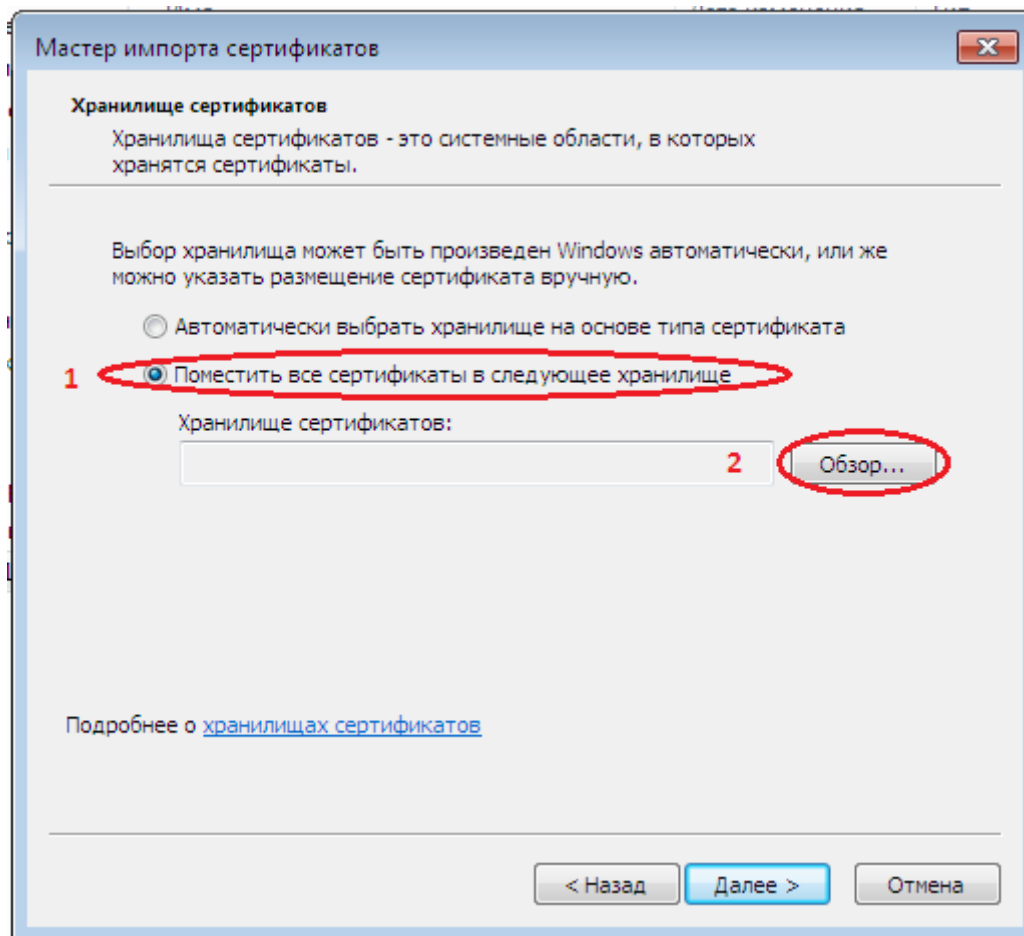 Мастер импорта сертификатов
Хранилище сертификатов
Хранилища сертификатов - это системные области, в которых
хранятся сертификаты.
Выбор хранилища может быть произведен Windows автоматически, или же
можно указать размещение сертификата вручную.
Автоматически выбрать хранилище на основе типа сертификата
1 Поместить все сертификаты в следующее хранилище
Хранилище сертификатов:
2 Обзор...
Подробнее о хранилищах сертификатов
< Назад Далее > Отмена